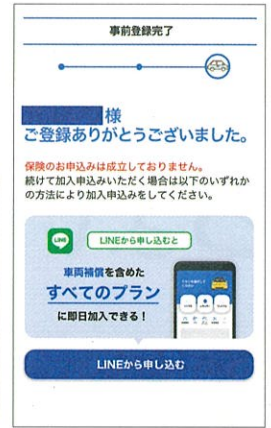 事前登録完了
様
ご登録ありがとうございました。
保険のお申込みは成立しておりません。
続けて加入申込みいただく場合は以下のいずれか
の方法により加入申込みをしてください。
LINE
LINEから申し込むと
車両補償を含めた
すべてのプラン
に即日加入できる！
LINEから申し込む